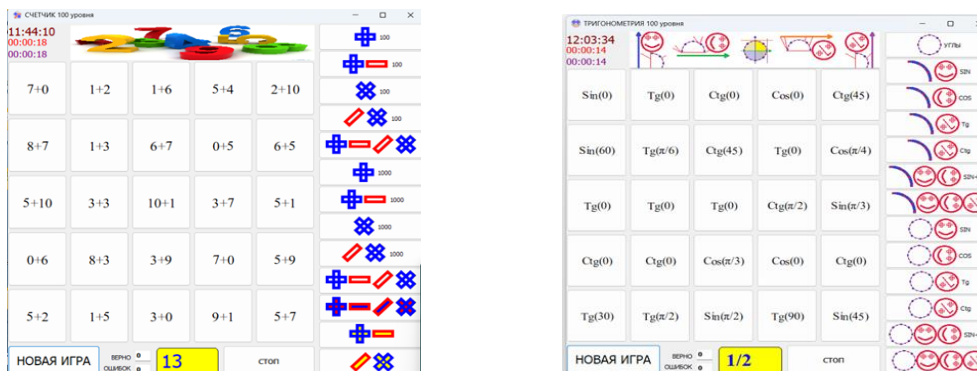 СЧЕТЧИК 100 уровня
11:44:10
00:00:18
00:00:18
7+0 1+2 1+6 5+4 2+10
8+7 1+3 6+7 0+5 6+5
5+10 3+3 10+1 3+7 5+1
0+6 8+3 3+9 7+0 5+9
5+2 1+5 3+0 9+1 5+7
100
100
100
100
100
1000
1000
1000
1000
НОВАЯ ИГРА
ВЕРНО 0
ОШИБОК 0
13
СТОП
ТРИГОНОМЕТРИЯ 100 уровня
12:03:34
00:00:14
00:00:14
Sin(0) Tg(0) Ctg(0) Cos(0) Ctg(45)
Sin(60) Tg(π/6) Ctg(45) Tg(0) Cos(π/4)
Tg(0) Tg(0) Tg(0) Ctg(π/2) Sin(π/3)
Ctg(0) Ctg(0) Cos(π/3) Cos(0) Ctg(0)
Tg(30) Tg(π/2) Sin(π/2) Tg(90) Sin(45)
УГЛЫ
SIN
COS
Tg
Ctg
SIN+
SIN
COS
Tg
Ctg
SIN+
НОВАЯ ИГРА
ВЕРНО 0
ОШИБОК 0
1/2
СТОП